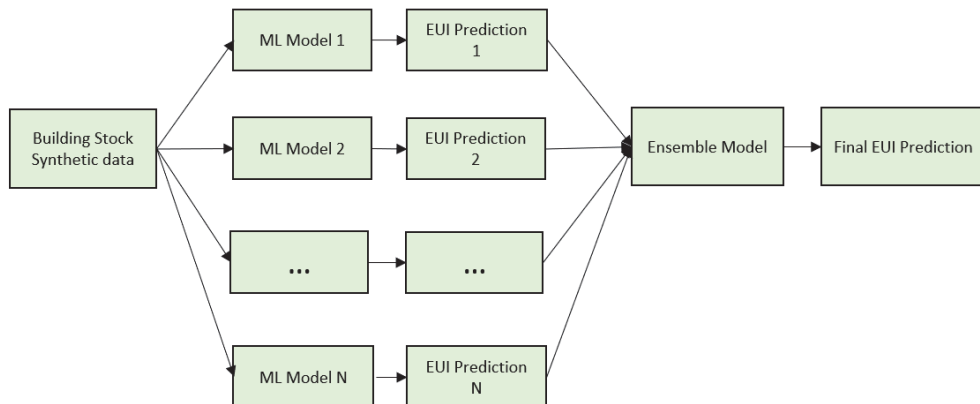 ML Model 1
EUI Prediction
1
Building Stock
Synthetic data
ML Model 2
EUI Prediction
2
Ensemble Model
Final EUI Prediction
...
...
ML Model N
EUI Prediction
N